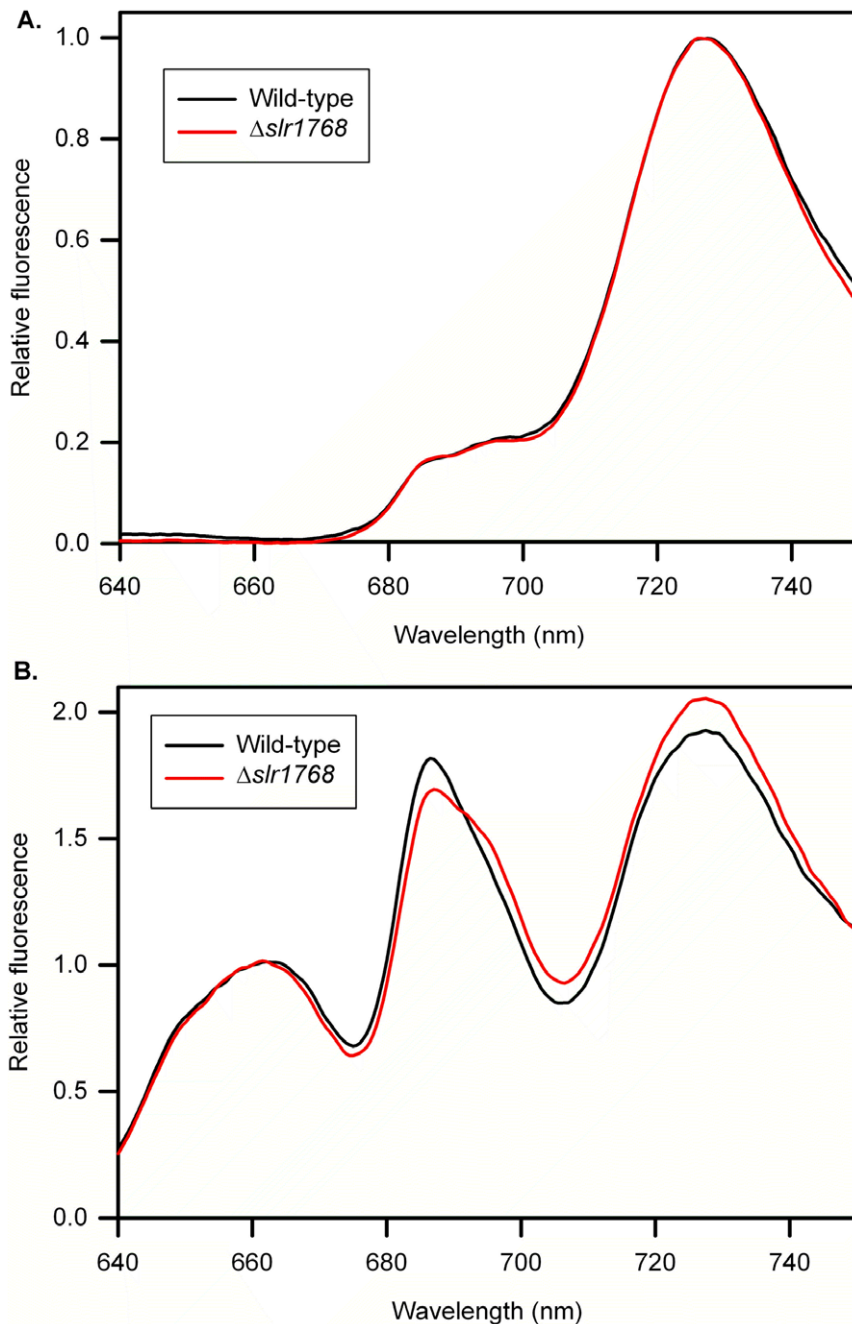 A.
1.0
Wild-type
Δslr1768
0.8
Relative fluorescence
0.6
0.4
0.2
0.0
640 660 680 700 720 740
Wavelength (nm)
B.
2.0
Wild-type
Δslr1768
1.5
Relative fluorescence
1.0
0.5
0.0
640 660 680 700 720 740
Wavelength (nm)